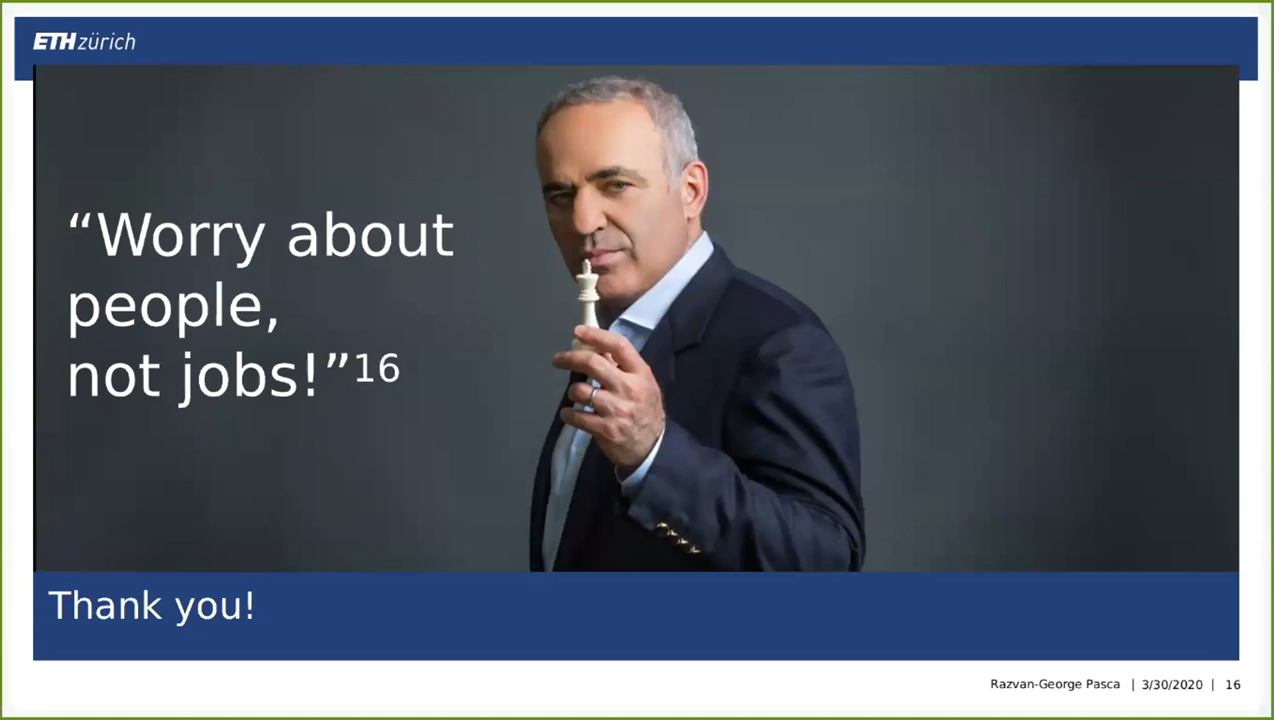 ETH zürich
“Worry about
people,
not jobs!”16
Thank you!
Razvan-George Pasca | 3/30/2020 | 16